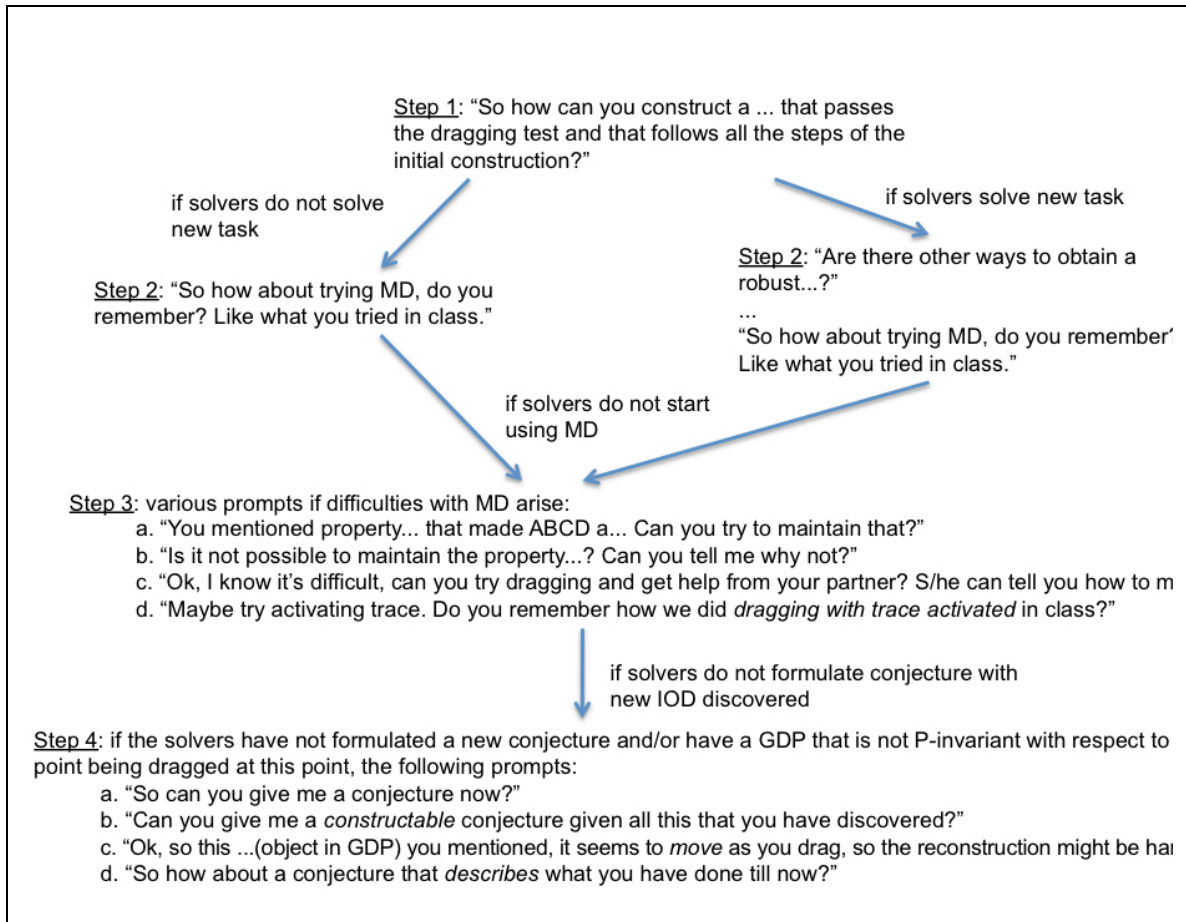 Step 1: “So how can you construct a ... that passes
the dragging test and that follows all the steps of the
initial construction?”
if solvers do not solve
new task
if solvers solve new task
Step 2: “So how about trying MD, do you
remember? Like what you tried in class.”
Step 2: “Are there other ways to obtain a
robust...?”
...
“So how about trying MD, do you remember?
Like what you tried in class.”
if solvers do not start
using MD
Step 3: various prompts if difficulties with MD arise:
a. “You mentioned property... that made ABCD a... Can you try to maintain that?”
b. “Is it not possible to maintain the property...? Can you tell me why not?”
c. “Ok, I know it’s difficult, can you try dragging and get help from your partner? S/he can tell you how to
d. “Maybe try activating trace. Do you remember how we did dragging with trace activated in class?”
if solvers do not formulate conjecture with
new IOD discovered
Step 4: if the solvers have not formulated a new conjecture and/or have a GDP that is not P-invariant with respect to
point being dragged at this point, the following prompts:
a. “So can you give me a conjecture now?”
b. “Can you give me a constructable conjecture given all this that you have discovered?”
c. “Ok, so this ...(object in GDP) you mentioned, it seems to move as you drag, so the reconstruction might be
d. “So how about a conjecture that describes what you have done till now?”